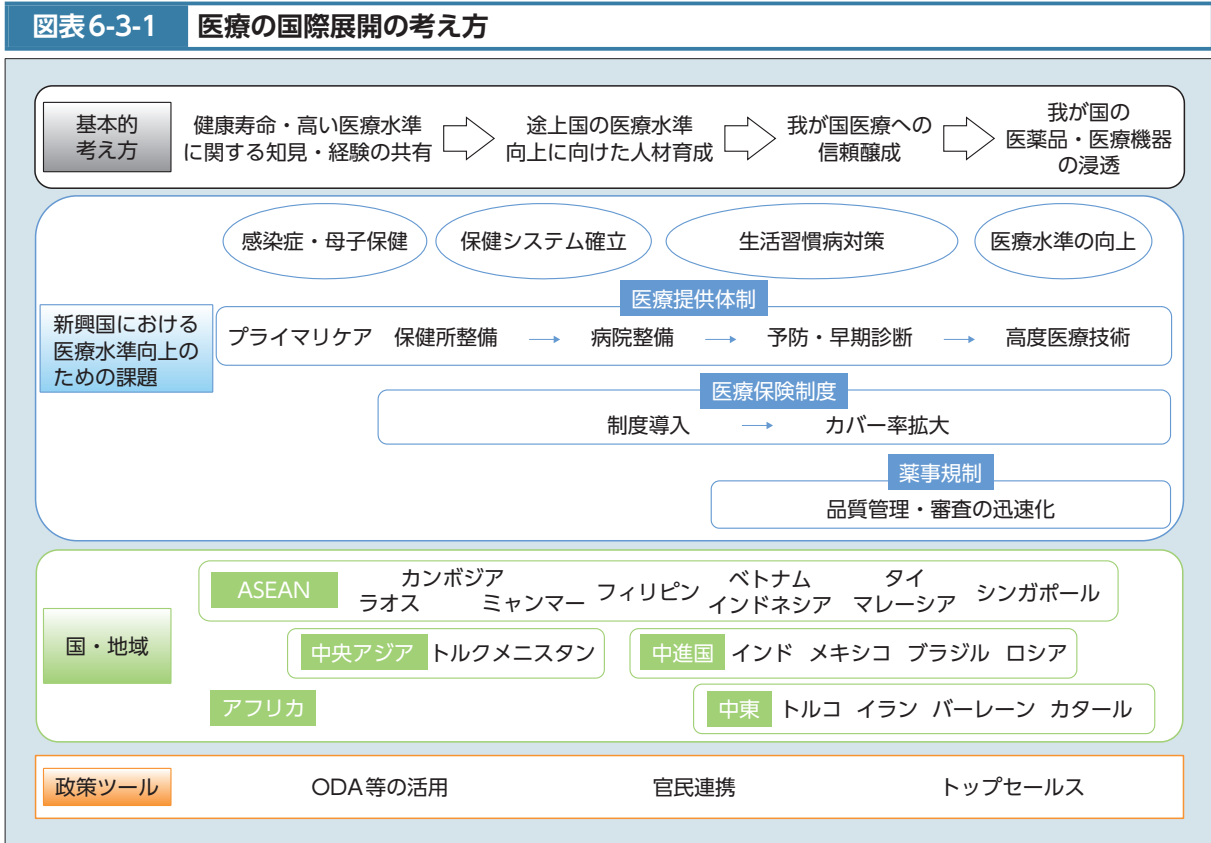 図表6-3-1 医療の国際展開の考え方
基本的
考え方
健康寿命・高い医療水準
に関する知見・経験の共有
途上国の医療水準
向上に向けた人材育成
我が国医療への
信頼醸成
我が国の
医薬品・医療機器
の浸透
新興国における
医療水準向上の
ための課題
感染症・母子保健
保健システム確立
生活習慣病対策
医療水準の向上
医療提供体制
プライマリケア 保健所整備 → 病院整備 → 予防・早期診断 → 高度医療技術
医療保険制度
制度導入 → カバー率拡大
薬事規制
品質管理・審査の迅速化
国・地域
ASEAN
カンボジア
ラオス ミャンマー
フィリピン
ベトナム
インドネシア
タイ
マレーシア
シンガポール
中央アジア トルクメニスタン
中進国 インド メキシコ ブラジル ロシア
アフリカ
中東 トルコ イラン バーレーン カタール
政策ツール
ODA等の活用
官民連携
トップセールス